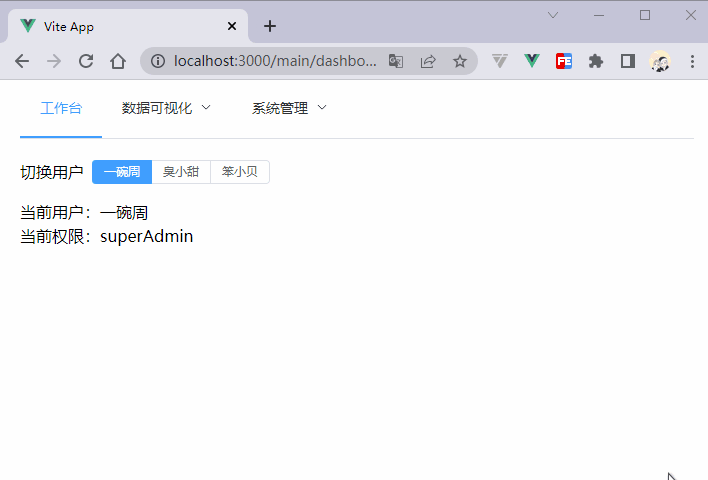 Vite App
localhost:3000/main/dashbo...
工作台 数据可视化 系统管理
切换用户 一碗周 臭小甜 笨小贝
当前用户：一碗周
当前权限：superAdmin